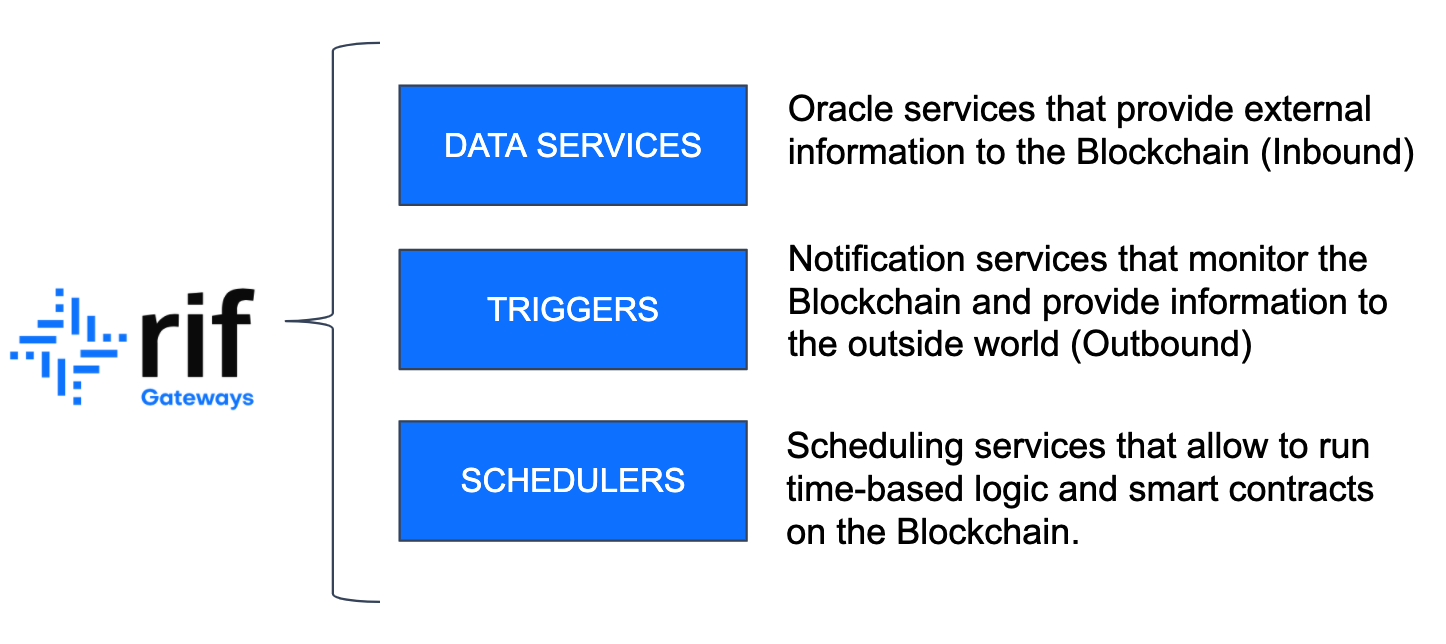 rif
Gateways
DATA SERVICES
Oracle services that provide external
information to the Blockchain (Inbound)
TRIGGERS
Notification services that monitor the
Blockchain and provide information to
the outside world (Outbound)
SCHEDULERS
Scheduling services that allow to run
time-based logic and smart contracts
on the Blockchain.